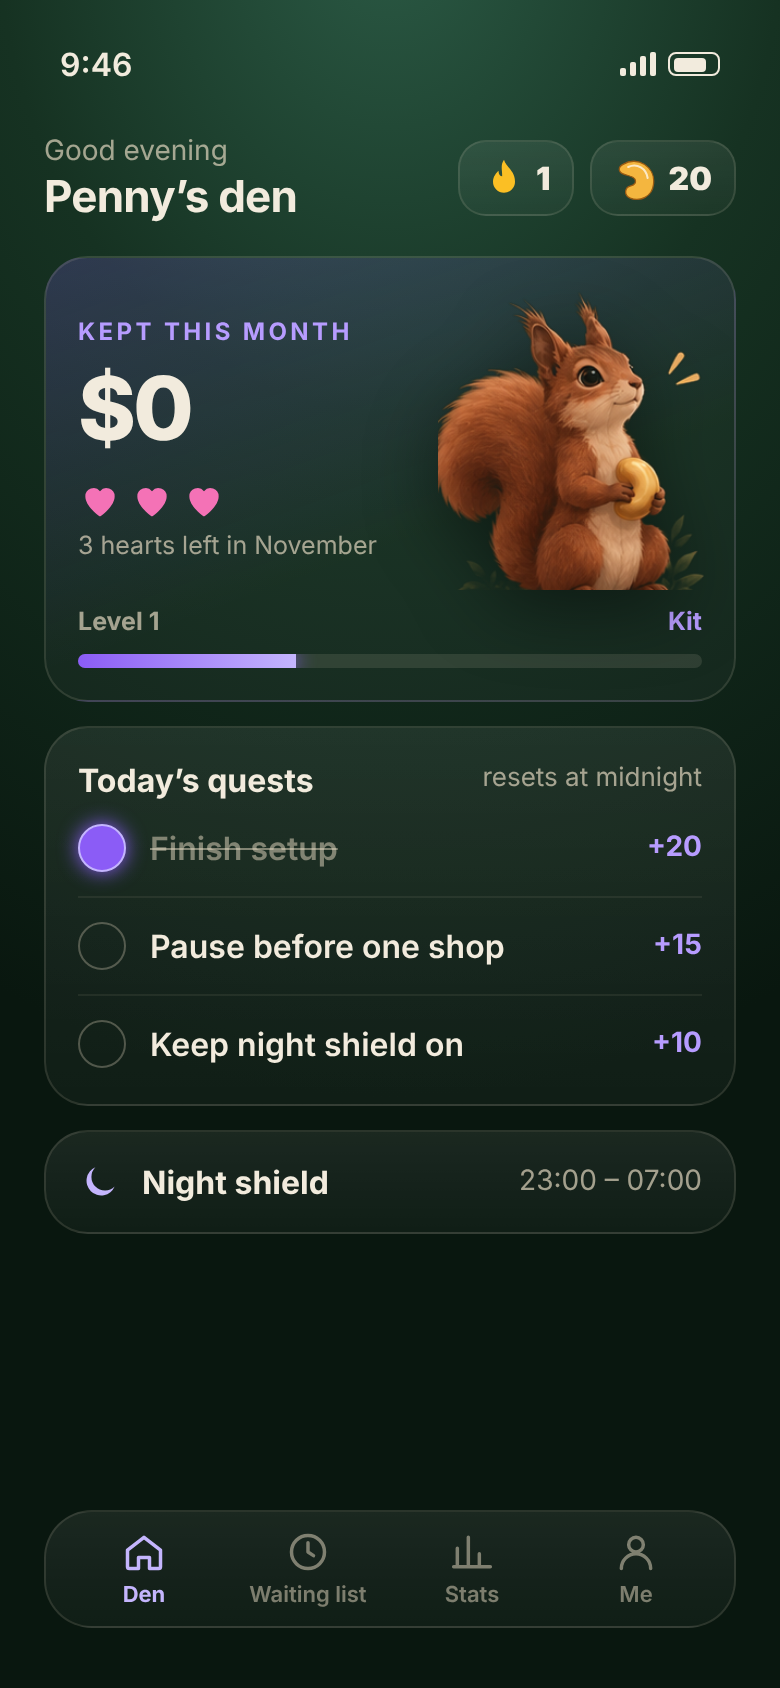 9:46
Good evening
Penny’s den
1
20
KEPT THIS MONTH
$0
3 hearts left in November
Level 1
Kit
Today’s quests
resets at midnight
Finish setup
+20
Pause before one shop
+15
Keep night shield on
+10
Night shield
23:00 – 07:00
Den
Waiting list
Stats
Me